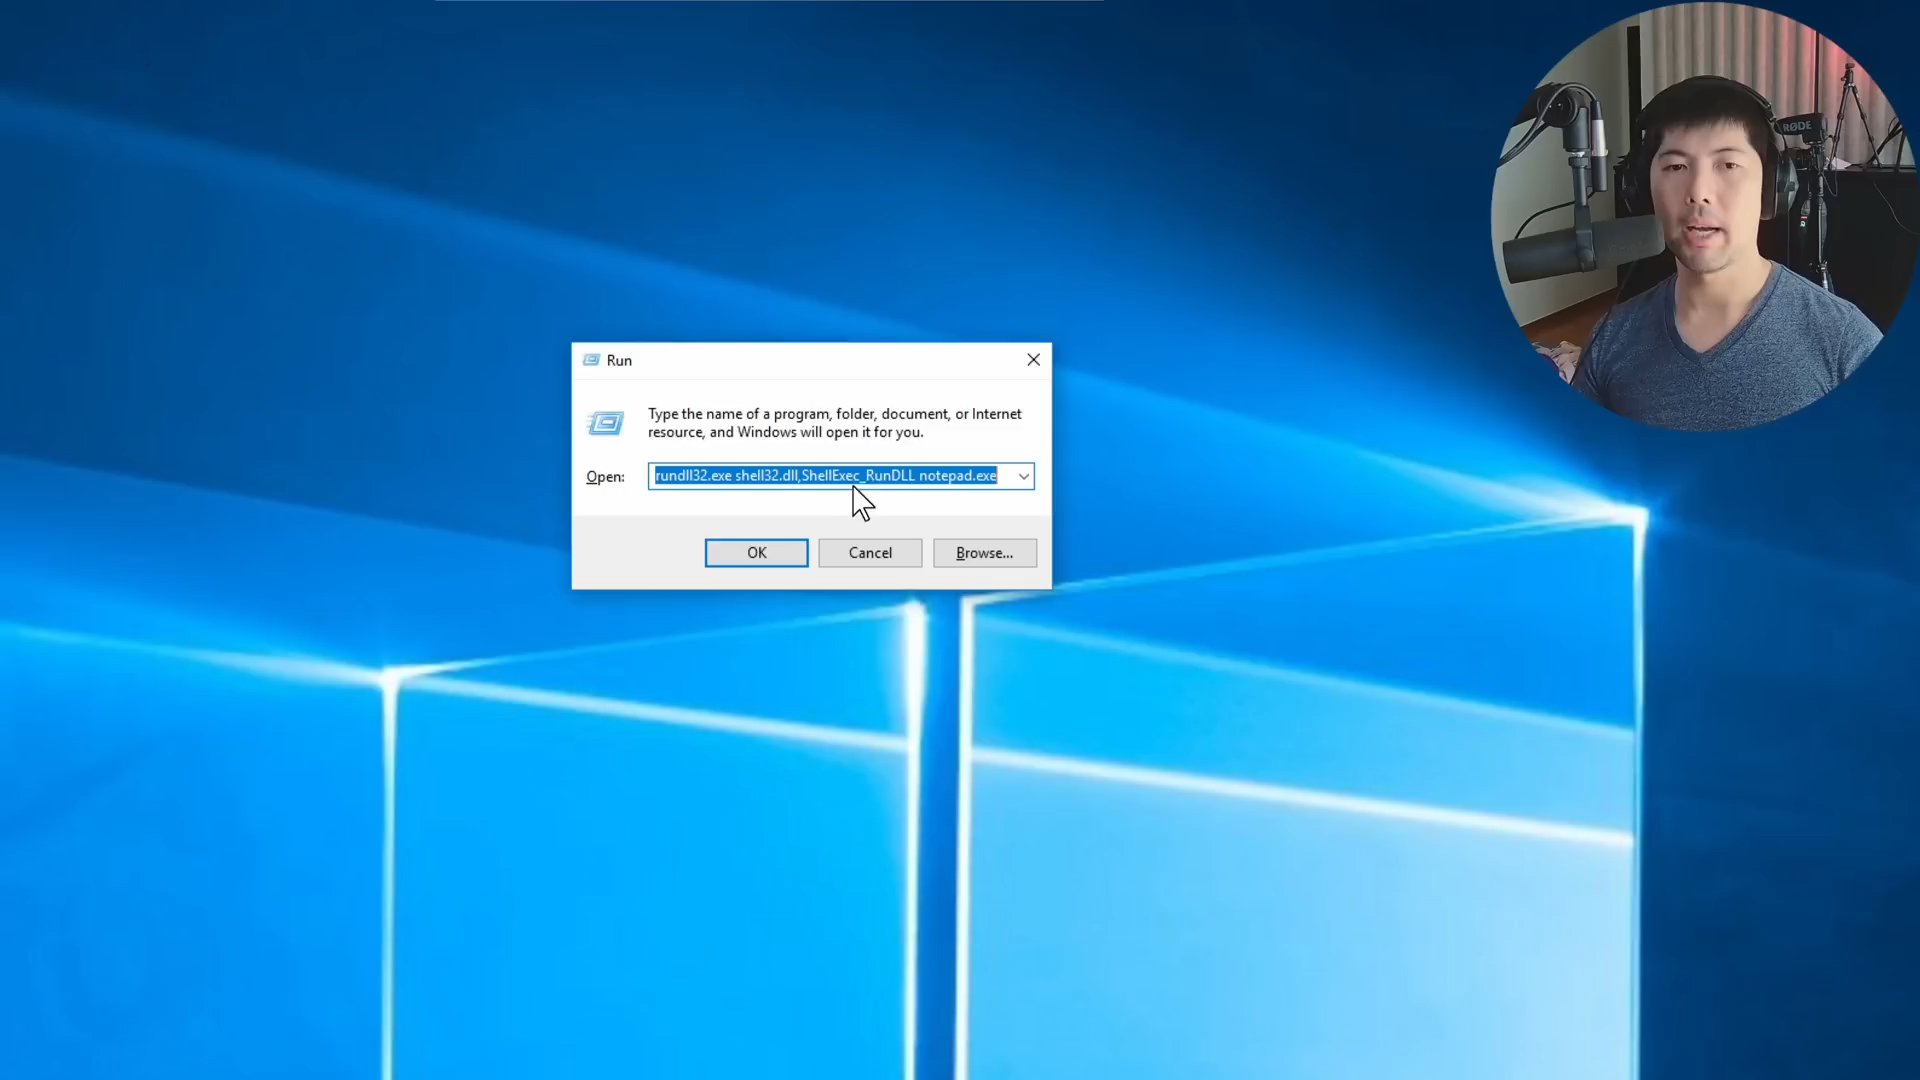 RØDE
Run
Type the name of a program, folder, document, or Internet
resource, and Windows will open it for you.
Open:
rundll32.exe shell32.dll,ShellExec_RunDLL notepad.exe
OK
Cancel
Browse...